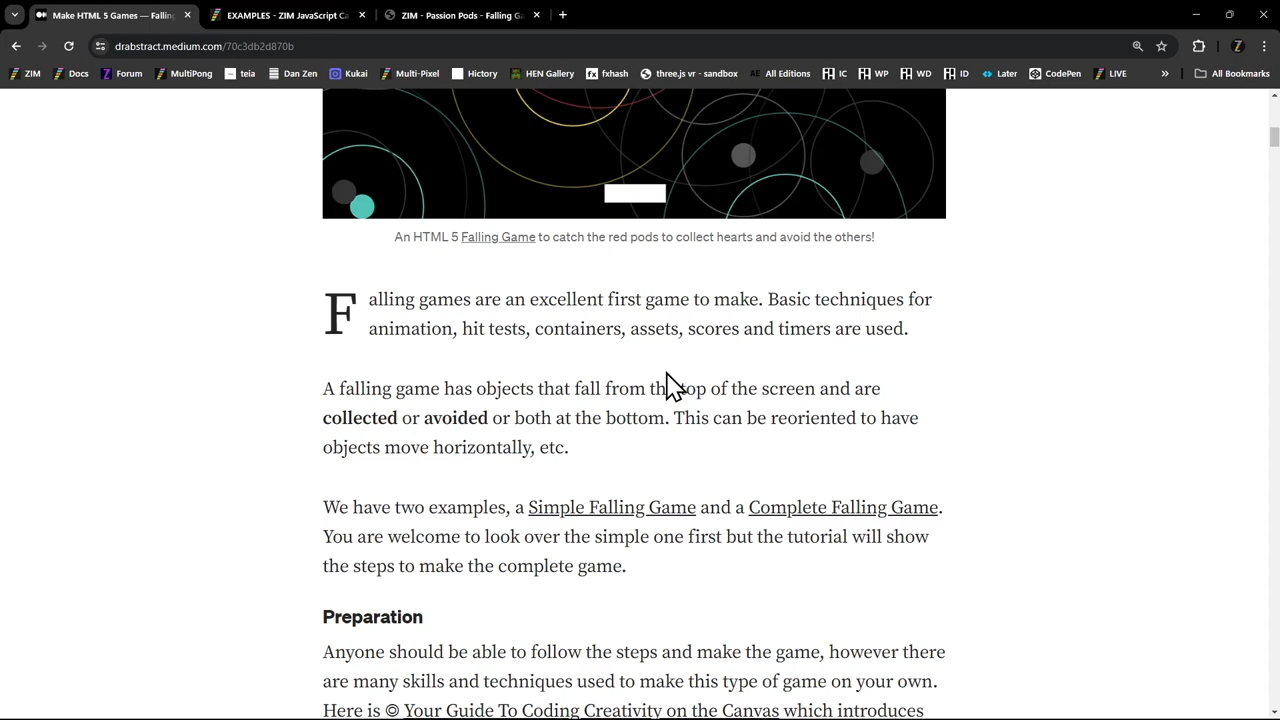 Make HTML 5 Games — Falling
EXAMPLES - ZIM JavaScript Ca
ZIM - Passion Pods - Falling Ga
drabstract.medium.com/70c3db2d870b
ZIM
Docs
Forum
MultiPong
teia
Dan Zen
Kukai
Multi-Pixel
Hictory
HEN Gallery
fx fxhash
three.js vr - sandbox
AE All Editions
IC
WP
WD
ID
Later
CodePen
LIVE
»
All Bookmarks
An HTML 5 Falling Game to catch the red pods to collect hearts and avoid the others!
Falling games are an excellent first game to make. Basic techniques for
animation, hit tests, containers, assets, scores and timers are used.
A falling game has objects that fall from the top of the screen and are
collected or avoided or both at the bottom. This can be reoriented to have
objects move horizontally, etc.
We have two examples, a Simple Falling Game and a Complete Falling Game.
You are welcome to look over the simple one first but the tutorial will show
the steps to make the complete game.
Preparation
Anyone should be able to follow the steps and make the game, however there
are many skills and techniques used to make this type of game on your own.
Here is © Your Guide To Coding Creativity on the Canvas which introduces